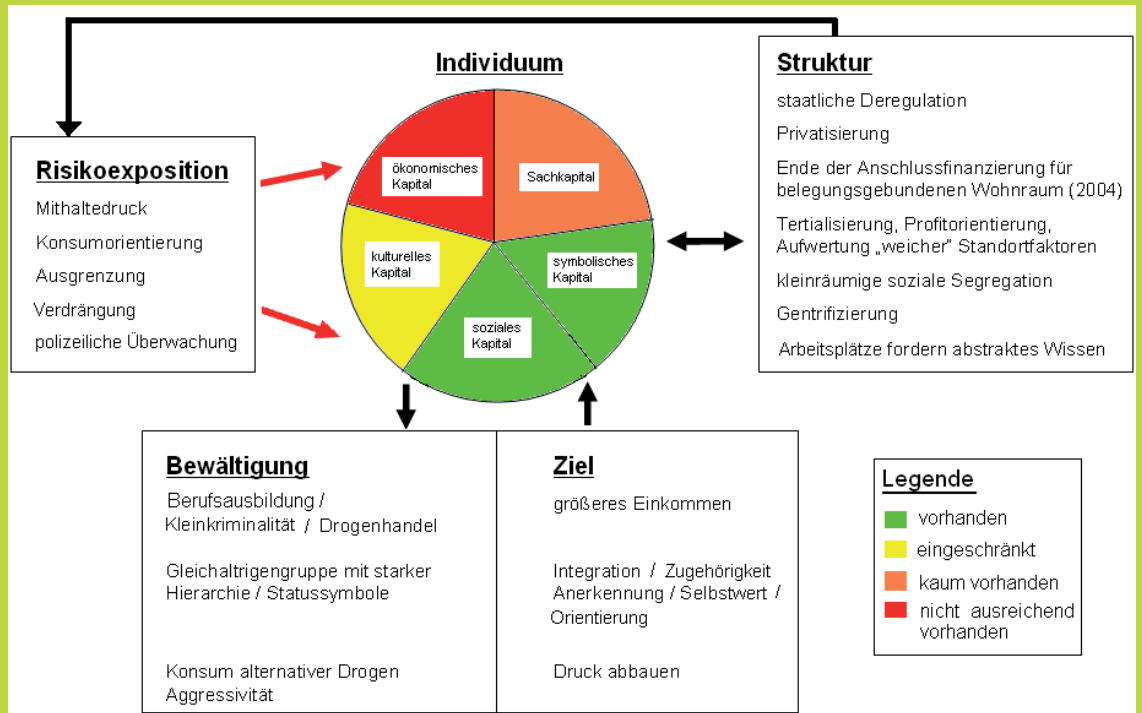 Individuum
ökonomisches
Kapital
Sachkapital
kulturelles
Kapital
symbolisches
Kapital
soziales
Kapital
Risikoexposition
Mithaltedruck
Konsumorientierung
Ausgrenzung
Verdrängung
polizeiliche Überwachung
Struktur
staatliche Deregulation
Privatisierung
Ende der Anschlussfinanzierung für
belegungsgebundenen Wohnraum (2004)
Tertialisierung, Profitorientierung,
Aufwertung „weicher" Standortfaktoren
kleinräumige soziale Segregation
Gentrifizierung
Arbeitsplätze fordern abstraktes Wissen
Bewältigung
Berufsausbildung /
Kleinkriminalität / Drogenhandel
Gleichaltrigengruppe mit starker
Hierarchie / Statussymbole
Konsum alternativer Drogen
Aggressivität
Ziel
größeres Einkommen
Integration / Zugehörigkeit
Anerkennung / Selbstwert /
Orientierung
Druck abbauen
Legende
vorhanden
eingeschränkt
kaum vorhanden
nicht ausreichend
vorhanden